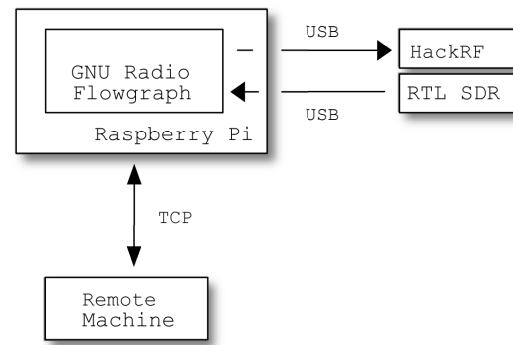 USB
HackRF
GNU Radio
Flowgraph
RTL SDR
USB
Raspberry Pi
TCP
Remote
Machine